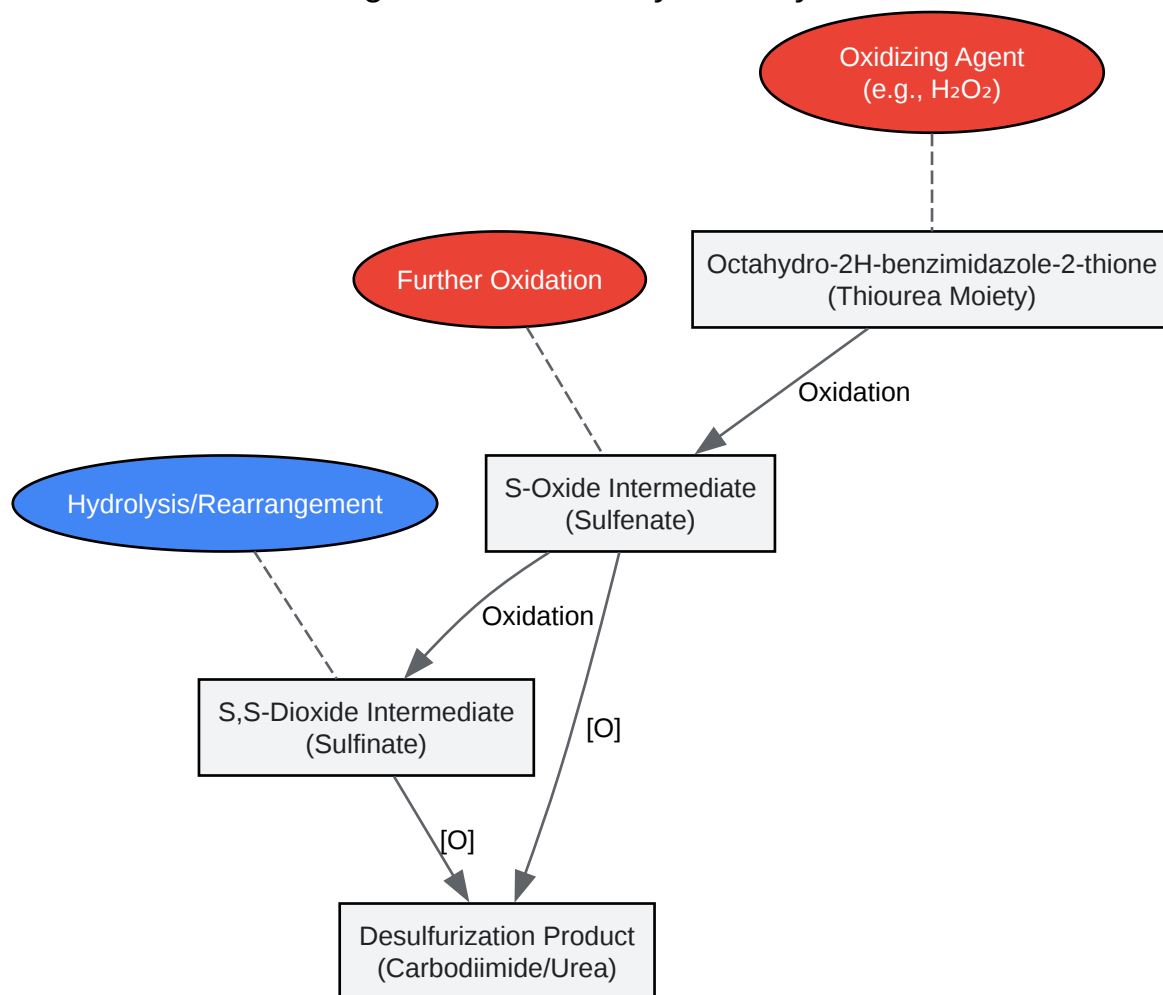 Oxidizing Agent
(e.g., H₂O₂)
Octahydro-2H-benzimidazole-2-thione
(Thiourea Moiety)
Further Oxidation
Oxidation
S-Oxide Intermediate
(Sulfenate)
Hydrolysis/Rearrangement
Oxidation
S,S-Dioxide Intermediate
(Sulfinate)
[O]
[O]
Desulfurization Product
(Carbodiimide/Urea)